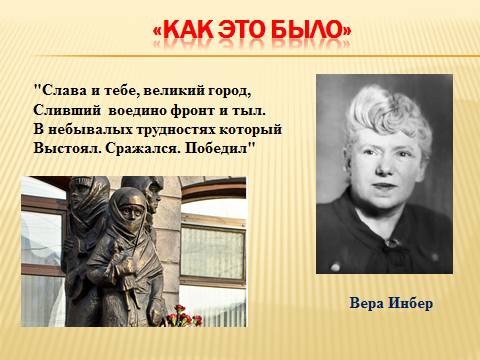 «КАК ЭТО БЫЛО»
"Слава и тебе, великий город,
Сливший воедино фронт и тыл.
В небывалых трудностях который
Выстоял. Сражался. Победил"
Вера Инбер